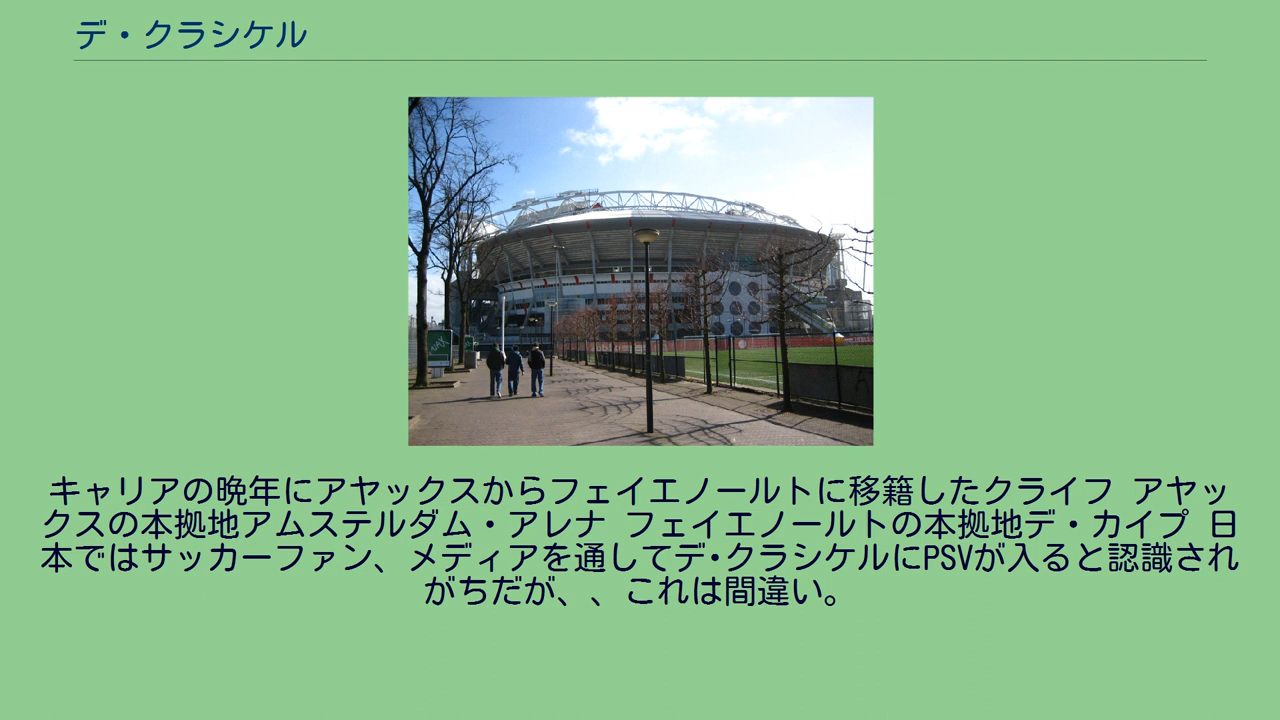 デ・クラシケル
キャリアの晩年にアヤックスからフェイエノールトに移籍したクライフ アヤッ
クスの本拠地アムステルダム・アレナ フェイエノールトの本拠地デ・カイプ 日
本ではサッカーファン、メディアを通してデ・クラシケルにPSVが入ると認識され
がちだが、、これは間違い。